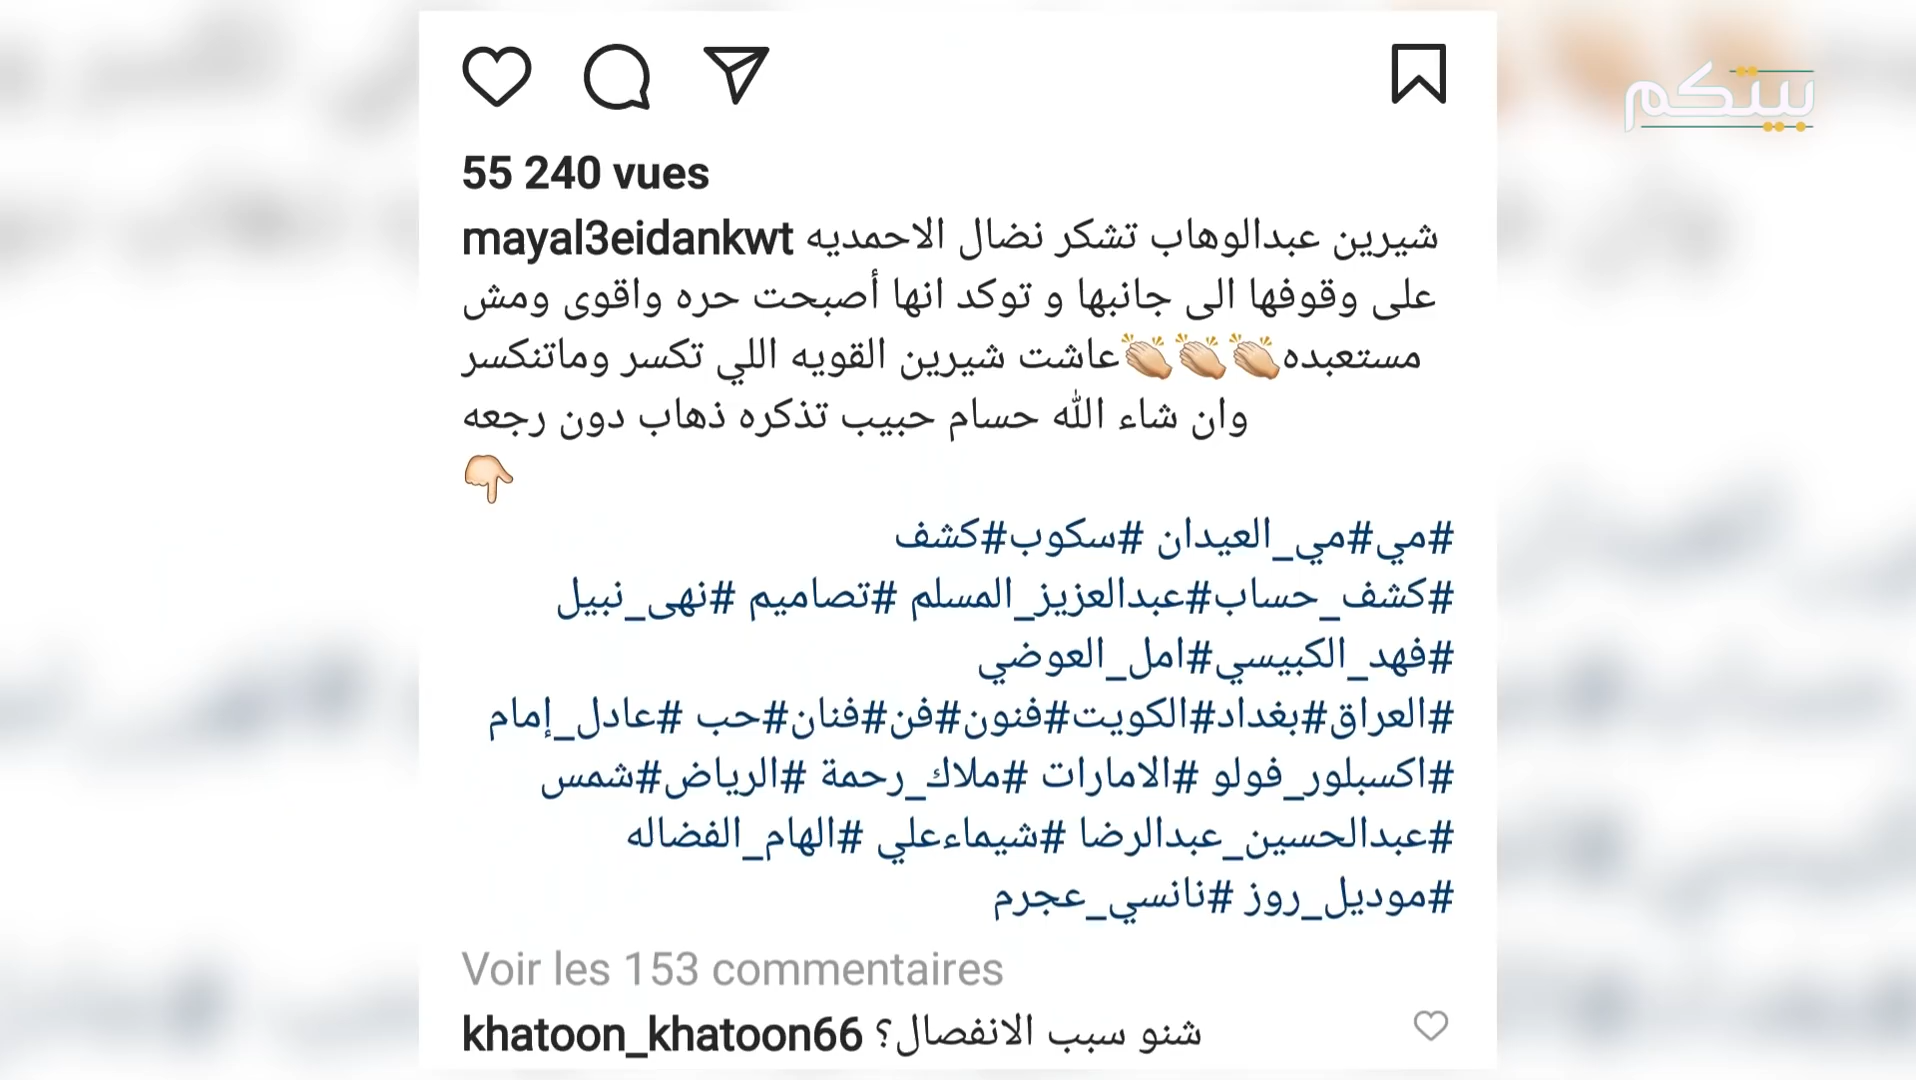 بيتكم
55 240 vues
mayal3eidankwt شيرين عبدالوهاب تشكر نضال الاحمديه
على وقوفها الى جانبها و توكد انها أصبحت حره واقوى ومش
مستعبده👏🏻👏🏻👏🏻عاشت شيرين القويه اللي تكسر وماتنكسر
وان شاء الله حسام حبيب تذكره ذهاب دون رجعه
👇🏻
#مي#مي_العيدان #سكوب#كشف
#كشف_حساب#عبدالعزيز_المسلم #تصاميم #نهى_نبيل
#فهد_الكبيسي#امل_العوضي
#العراق#بغداد#الكويت#فنون#فن#فنان#حب #عادل_إمام
#اكسبلور_فولو #الامارات #ملاك_رحمة #الرياض#شمس
#عبدالحسين_عبدالرضا #شيماءعلي #الهام_الفضاله
#موديل_روز #نانسي_عجرم
Voir les 153 commentaires
khatoon_khatoon66 شنو سبب الانفصال؟